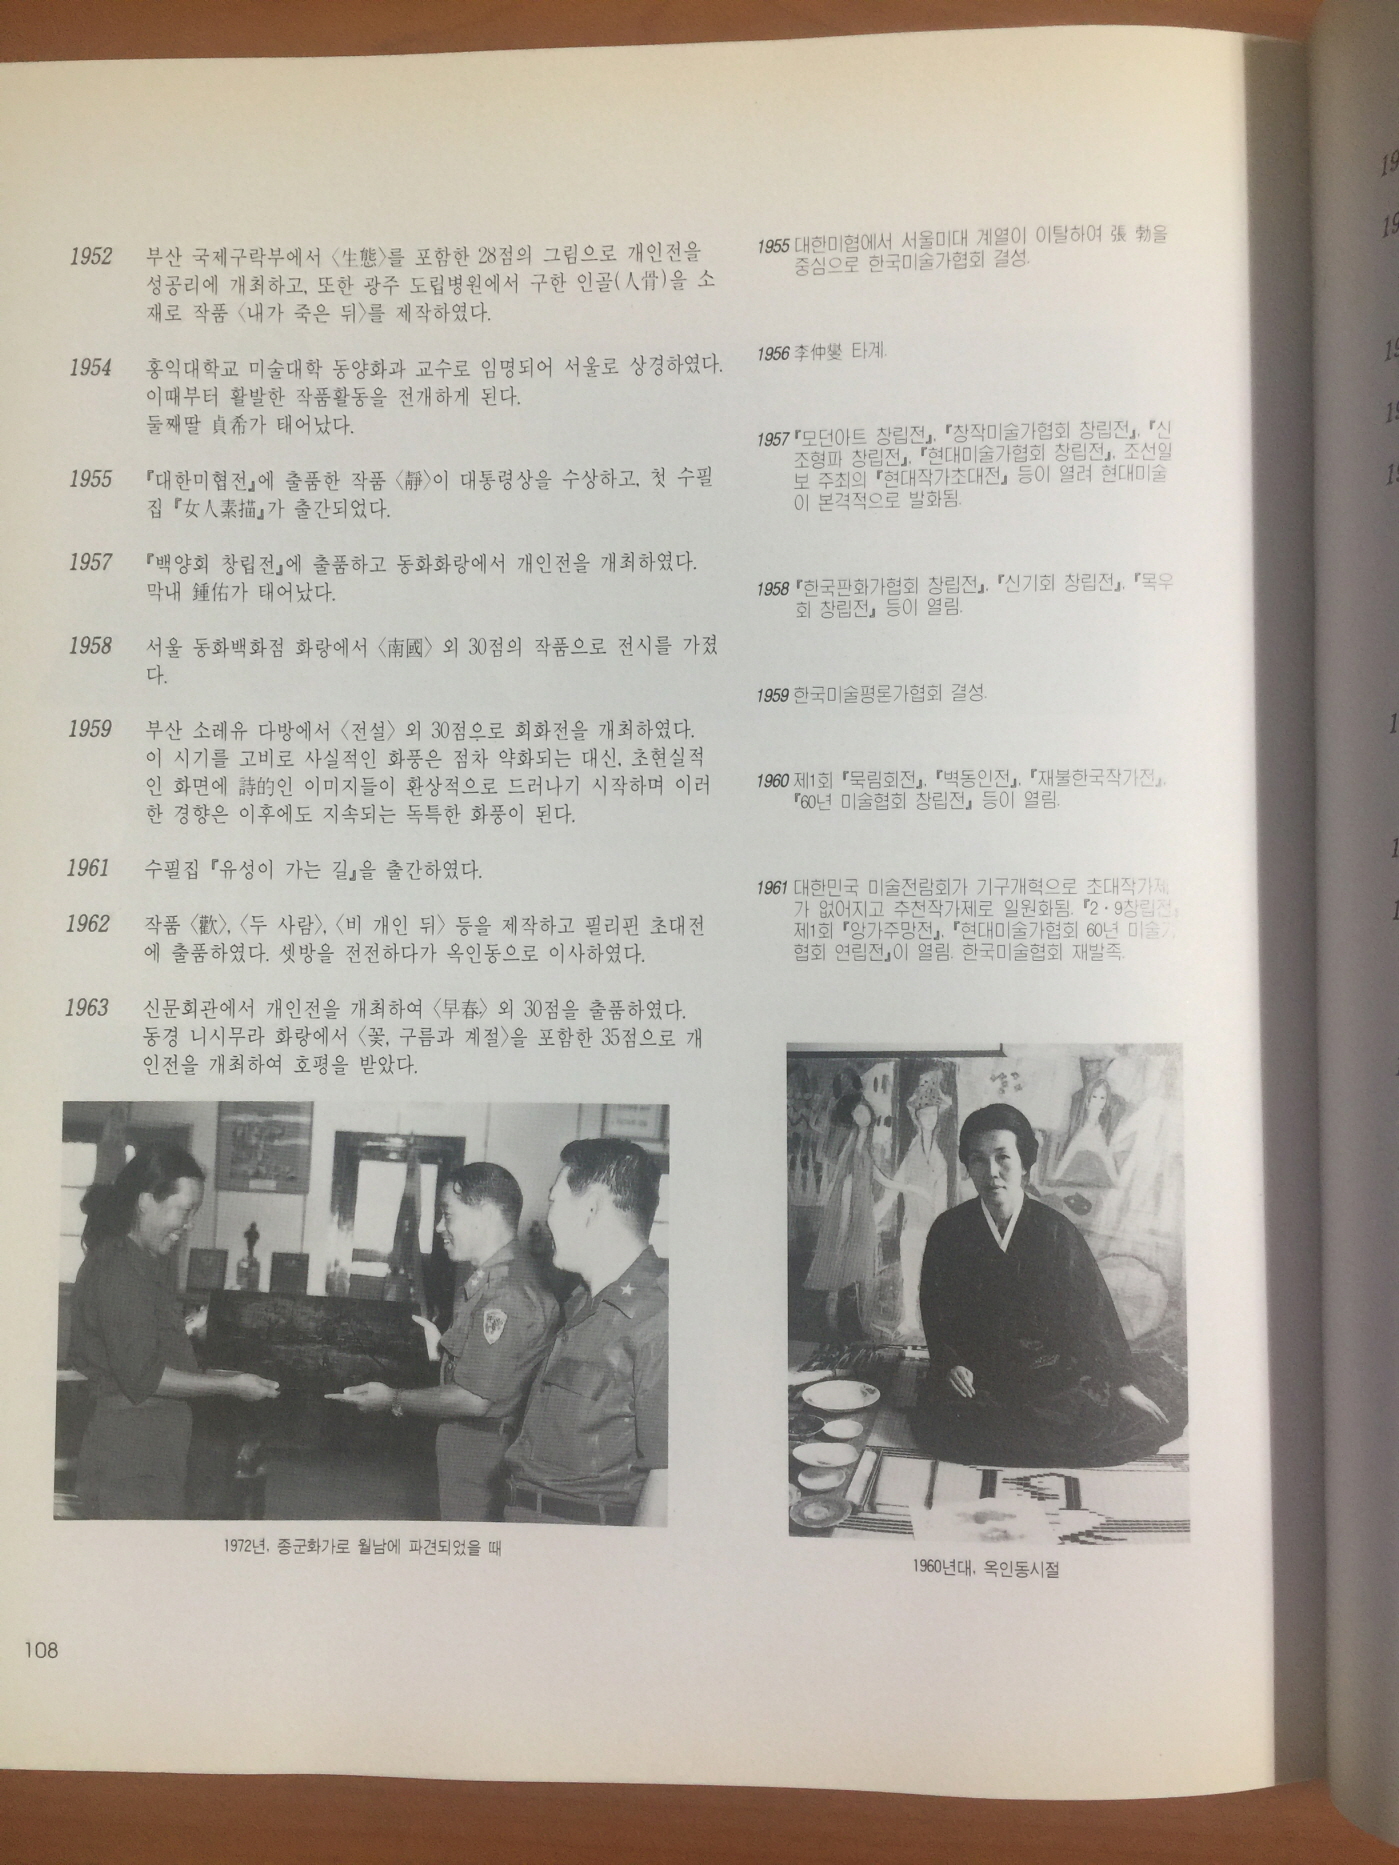 1952 부산 국제구락부에서 〈生態〉를 포함한 28점의 그림으로 개인전을
성공리에 개최하고, 또한 광주 도립병원에서 구한 인골(人骨)을 소
재로 작품 〈내가 죽은 뒤〉를 제작하였다.
1954 홍익대학교 미술대학 동양화과 교수로 임명되어 서울로 상경하였다.
이때부터 활발한 작품활동을 전개하게 된다.
둘째딸 貞希가 태어났다.
1955 『대한미협전』에 출품한 작품 〈靜〉이 대통령상을 수상하고, 첫 수필
집 『女人素描』가 출간되었다.
1957 『백양회 창립전』에 출품하고 동화화랑에서 개인전을 개최하였다.
막내 鍾佑가 태어났다.
1958 서울 동화백화점 화랑에서 〈南國〉 외 30점의 작품으로 전시를 가졌
다.
1959 부산 소레유 다방에서 〈전설〉 외 30점으로 회화전을 개최하였다.
이 시기를 고비로 사실적인 화풍은 점차 약화되는 대신, 초현실적
인 화면에 詩的인 이미지들이 환상적으로 드러나기 시작하며 이러
한 경향은 이후에도 지속되는 독특한 화풍이 된다.
1961 수필집 『유성이 가는 길』을 출간하였다.
1962 작품 〈歡〉, 〈두 사람〉, 〈비 개인 뒤〉 등을 제작하고 필리핀 초대전
에 출품하였다. 셋방을 전전하다가 옥인동으로 이사하였다.
1963 신문회관에서 개인전을 개최하여 〈早春〉 외 30점을 출품하였다.
동경 니시무라 화랑에서 〈꽃, 구름과 계절〉을 포함한 35점으로 개
인전을 개최하여 호평을 받았다.
1972년, 종군화가로 월남에 파견되었을 때
108
1955 대한미협에서 서울미대 계열이 이탈하여 張 勃을
중심으로 한국미술가협회 결성.
1956 李仲燮 타계.
1957 『모던아트 창립전』, 『창작미술가협회 창립전』, 『신
조형파 창립전』, 『현대미술가협회 창립전』, 조선일
보 주최의 『현대작가초대전』 등이 열려 현대미술
이 본격적으로 발화됨.
1958 『한국판화가협회 창립전』, 『신기회 창립전』, 『목우
회 창립전』 등이 열림.
1959 한국미술평론가협회 결성.
1960 제1회 『묵림회전』, 『벽동인전』, 『재불한국작가전』,
『60년 미술협회 창립전』 등이 열림.
1961 대한민국 미술전람회가 기구개혁으로 초대작가제
가 없어지고 추천작가제로 일원화됨. 『2·9창립전』
제1회 『앙가주망전』, 『현대미술가협회 60년 미술가
협회 연립전』이 열림. 한국미술협회 재발족.
1960년대, 옥인동시절